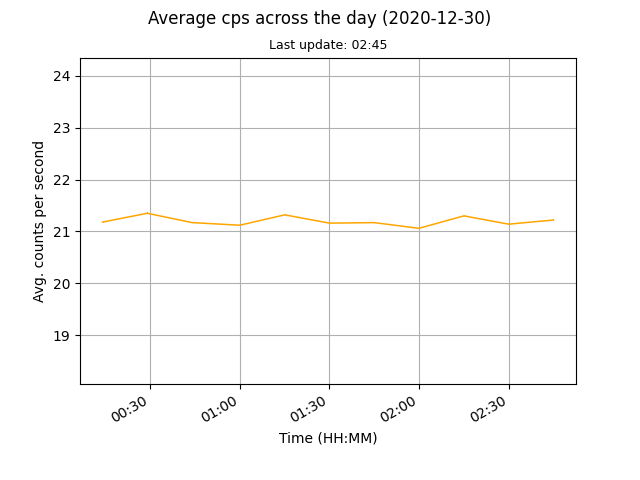 Average cps across the day (2020-12-30)
Last update: 02:45
24
23
22
21
20
19
Avg. counts per second
00:30
01:00
01:30
02:00
02:30
Time (HH:MM)